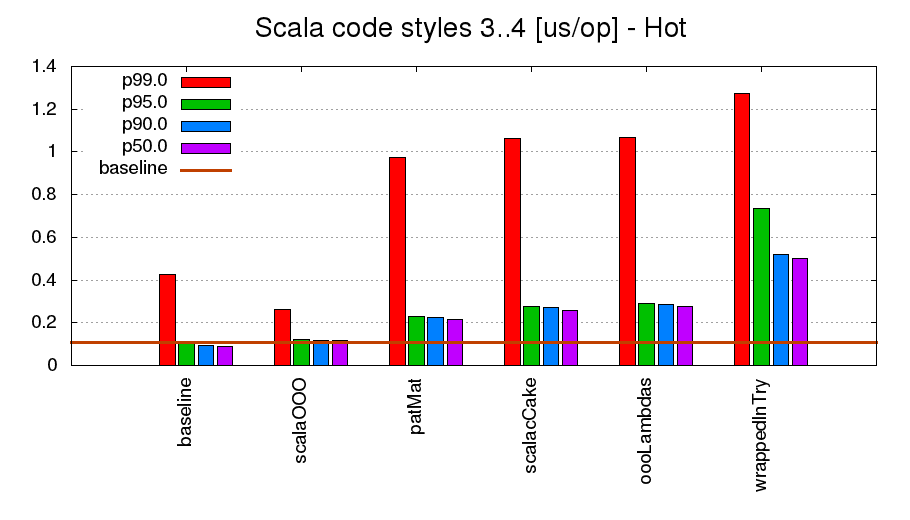 Scala code styles 3..4 [us/op] - Hot
1.4
1.2
1
0.8
0.6
0.4
0.2
0
p99.0
p95.0
p90.0
p50.0
baseline
baseline
scalaOOO
patMat
scalacCake
oooLambdas
wrappedInTry